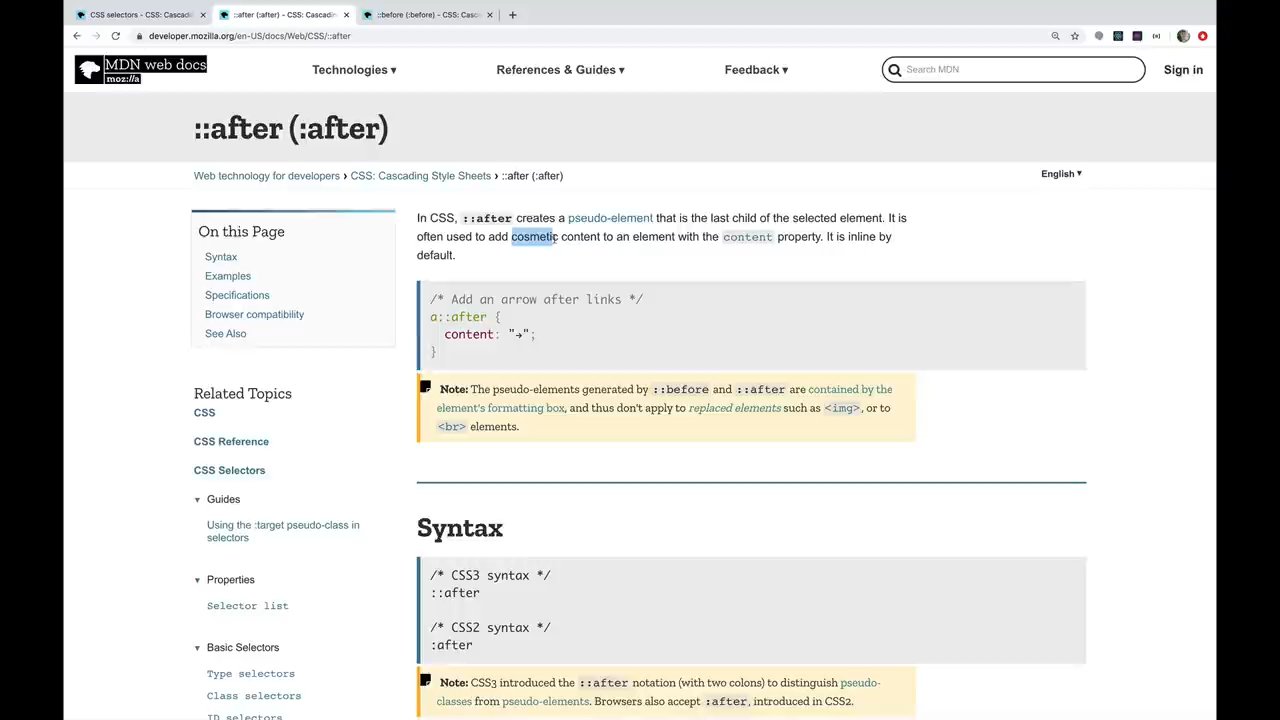 CSS selectors - CSS: Cascadi
::after (:after) - CSS: Cascadin
::before (:before) - CSS: Casc
developer.mozilla.org/en-US/docs/Web/CSS/::after
MDN web docs
moz://a
Technologies ▾
References & Guides ▾
Feedback ▾
Search MDN
Sign in
::after (:after)
Web technology for developers › CSS: Cascading Style Sheets › ::after (:after)
English ▾
On this Page
Syntax
Examples
Specifications
Browser compatibility
See Also
Related Topics
CSS
CSS Reference
CSS Selectors
▾ Guides
Using the :target pseudo-class in
selectors
▾ Properties
Selector list
▾ Basic Selectors
Type selectors
Class selectors
ID selectors
In CSS, ::after creates a pseudo-element that is the last child of the selected element. It is
often used to add cosmetic content to an element with the content property. It is inline by
default.
/* Add an arrow after links */
a::after {
content: "→";
}
Note: The pseudo-elements generated by ::before and ::after are contained by the
element's formatting box, and thus don't apply to replaced elements such as <img>, or to
<br> elements.
Syntax
/* CSS3 syntax */
::after
/* CSS2 syntax */
:after
Note: CSS3 introduced the ::after notation (with two colons) to distinguish pseudo-
classes from pseudo-elements. Browsers also accept :after, introduced in CSS2.